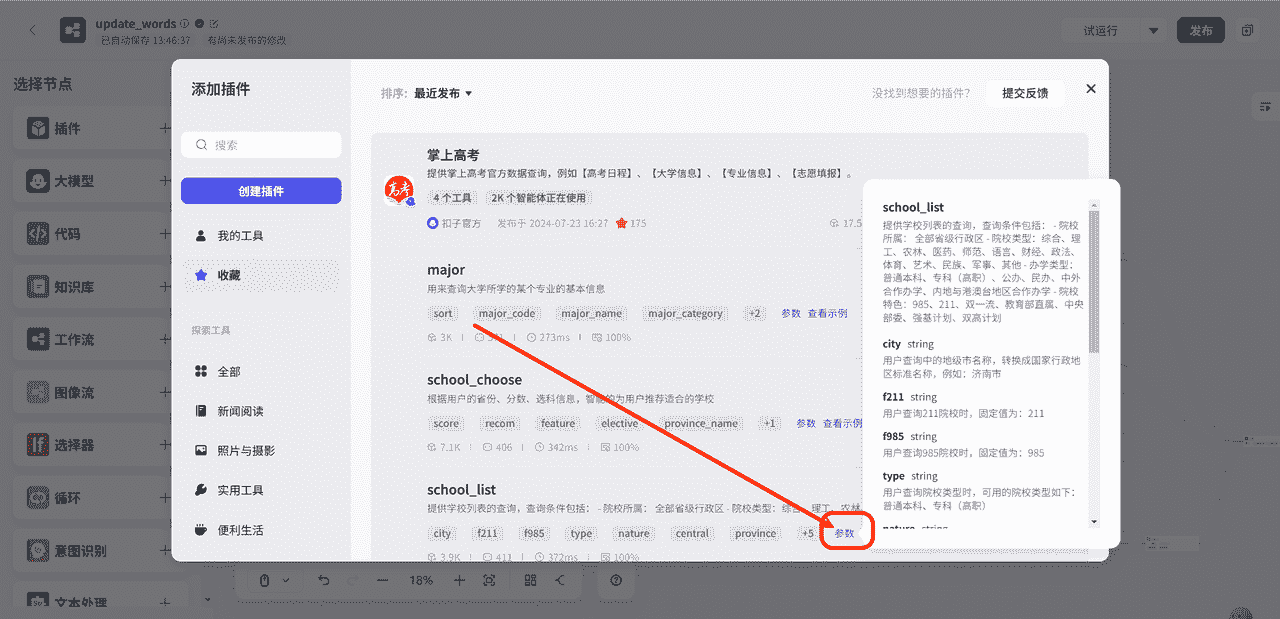 update_words
已自动保存 13:46:37 有尚未发布的修改
试运行
发布
选择节点
插件
大模型
代码
知识库
工作流
图像流
选择器
循环
意图识别
文本处理
添加插件
搜索
创建插件
我的工具
收藏
探索工具
全部
新闻阅读
照片与摄影
实用工具
便利生活
排序: 最近发布
没找到想要的插件?
提交反馈
掌上高考
提供掌上高考官方数据查询,例如【高考日程】、【大学信息】、【专业信息】、【志愿填报】。
4 个工具 2K 个智能体正在使用
扣子官方 发布于 2024-07-23 16:27 175 17.5
major
用来查询大学所学的某个专业的基本信息
sort major_code major_name major_category +2 参数 查看示例
3K 273ms 100%
school_choose
根据用户的省份、分数、选科信息,智能的为用户推荐适合的学校
score recom feature elective province_name +1 参数 查看示例
7.1K 406 342ms 100%
school_list
提供学校列表的查询,查询条件包括: - 院校所属: 全部省级行政区 - 院校类型: 综合、理工、农林
city f211 f985 type nature central province +5 参数
3.9K 411 372ms 100%
school_list
提供学校列表的查询,查询条件包括: - 院校
所属: 全部省级行政区 - 院校类型: 综合、理
工、农林、医药、师范、语言、财经、政法、
体育、艺术、民族、军事、其他 - 办学类型:
普通本科、专科(高职)、公办、民办、中外
合作办学、内地与港澳台地区合作办学 - 院校
特色: 985、211、双一流、教育部直属、中央
部委、强基计划、双高计划
city string
用户查询中的地级市名称,转换成国家行政地
区标准名称,例如: 济南市
f211 string
用户查询211院校时,固定值为: 211
f985 string
用户查询985院校时,固定值为: 985
type string
用户查询院校类型时,可用的院校类型如下:
普通本科、专科(高职)
nature string
18%